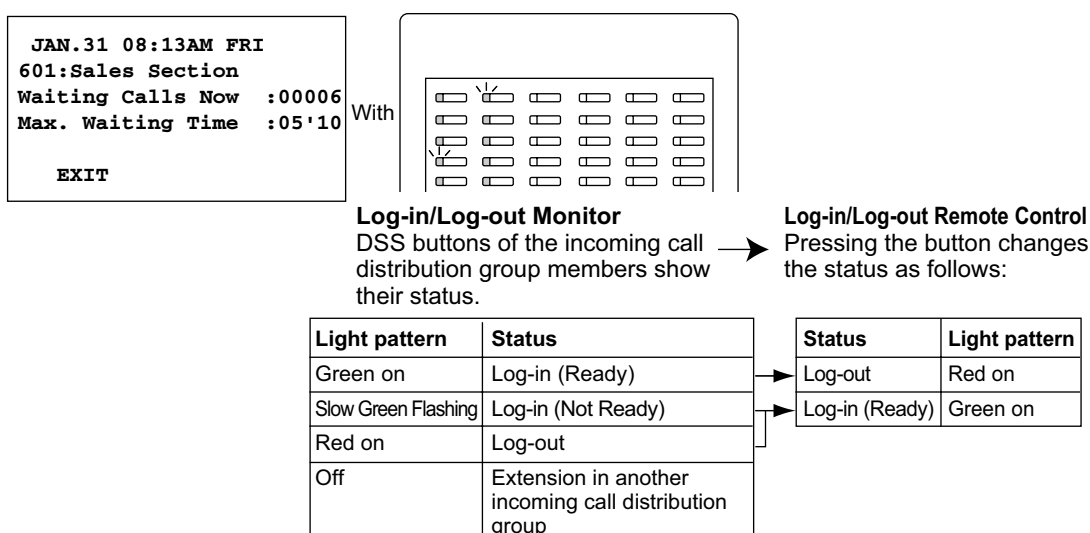 JAN.31 08:13AM FRI
601:Sales Section
Waiting Calls Now :00006
Max. Waiting Time :05'10
EXIT
With
Log-in/Log-out Monitor
DSS buttons of the incoming call
distribution group members show
their status.
Log-in/Log-out Remote Control
Pressing the button changes
the status as follows:
Light pattern Status
Green on Log-in (Ready)
Slow Green Flashing Log-in (Not Ready)
Red on Log-out
Off Extension in another
incoming call distribution
group
Status Light pattern
Log-out Red on
Log-in (Ready) Green on